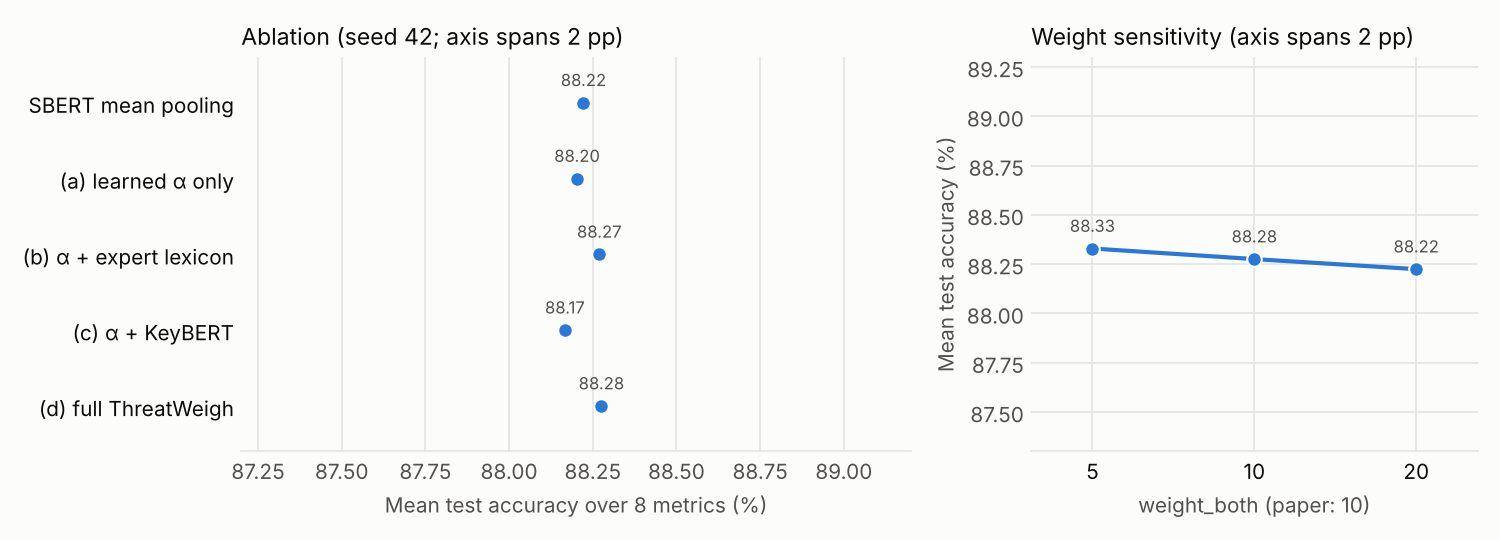 Ablation (seed 42; axis spans 2 pp)
SBERT mean pooling
88.22
(a) learned α only
88.20
(b) α + expert lexicon
88.27
(c) α + KeyBERT
88.17
(d) full ThreatWeigh
88.28
87.25 87.50 87.75 88.00 88.25 88.50 88.75 89.00
Mean test accuracy over 8 metrics (%)
Weight sensitivity (axis spans 2 pp)
Mean test accuracy (%)
89.25
89.00
88.75
88.50
88.25
88.00
87.75
87.50
88.33
88.28
88.22
5 10 20
weight_both (paper: 10)